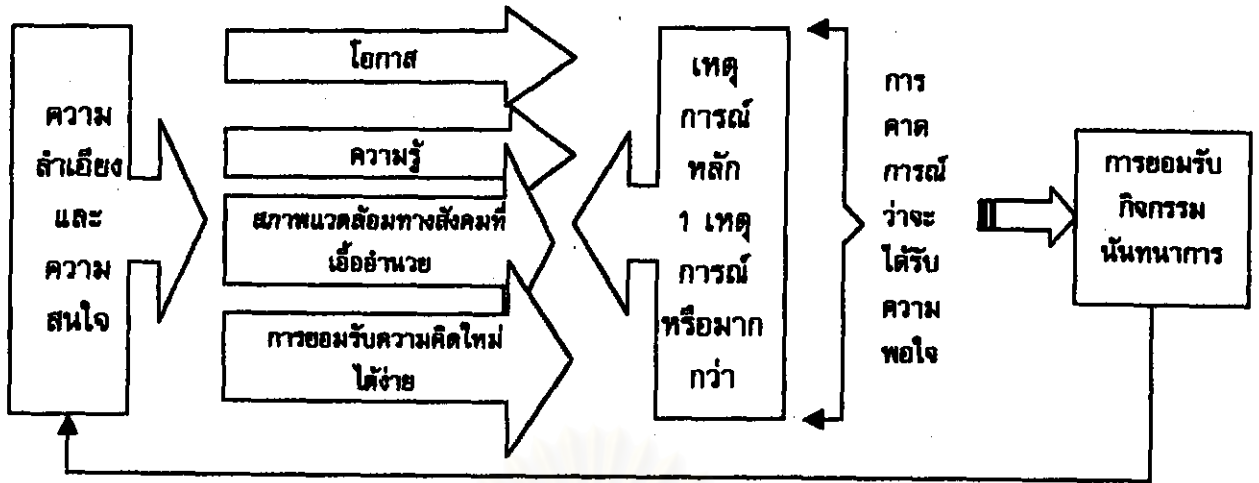 ความ
ลำเอียง
และ
ความ
สนใจ
โอกาส
ความรู้
สภาพแวดล้อมทางสังคมที่
เอื้ออำนวย
การยอมรับความคิดใหม่
ได้ง่าย
เหตุ
การณ์
หลัก
1 เหตุ
การณ์
หรือมาก
กว่า
การ
คาด
การณ์
ว่าจะ
ได้รับ
ความ
พอใจ
การยอมรับ
กิจกรรม
นันทนาการ